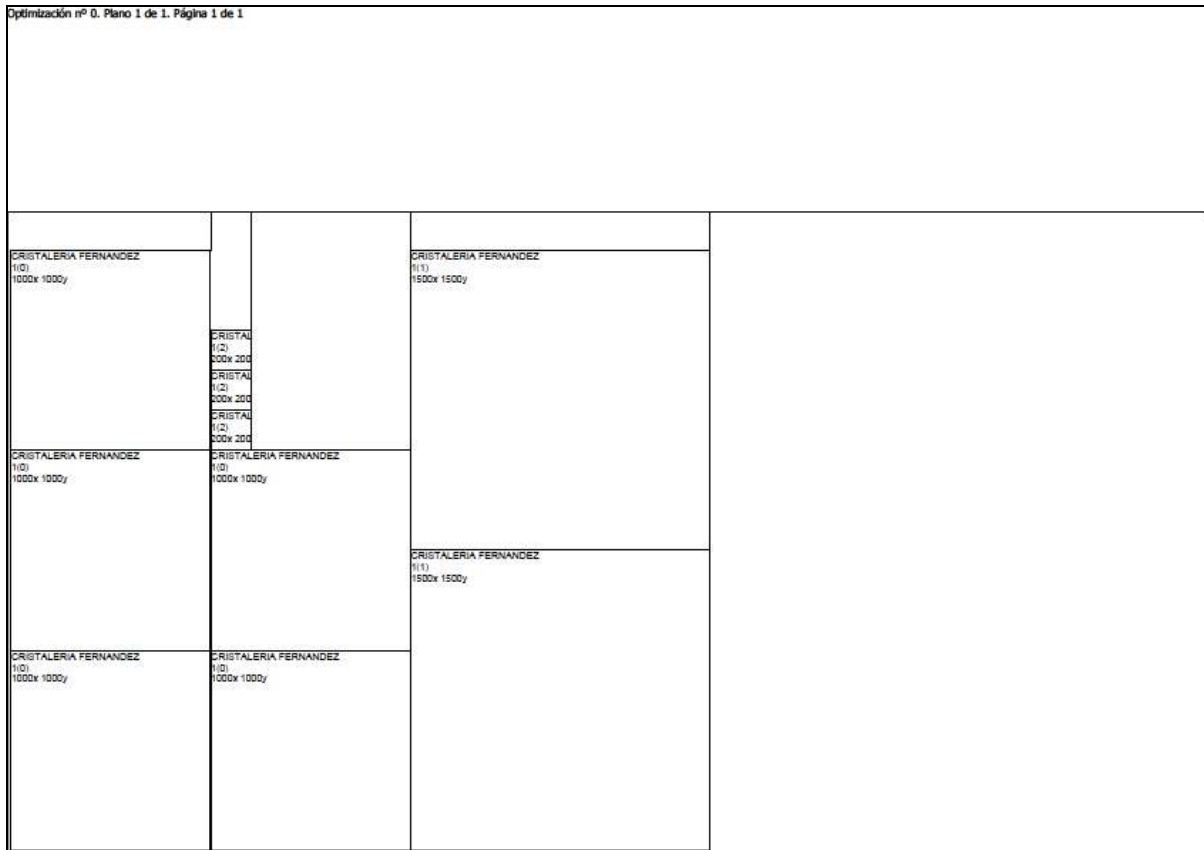 Optimización nº 0. Plano 1 de 1. Página 1 de 1
CRISTALERIA FERNANDEZ
1(0)
1000x 1000y
CRISTALERIA FERNANDEZ
1(1)
1500x 1500y
CRISTAL
1(2)
200x 200
CRISTAL
1(2)
200x 200
CRISTAL
1(2)
200x 200
CRISTALERIA FERNANDEZ
1(0)
1000x 1000y
CRISTALERIA FERNANDEZ
1(0)
1000x 1000y
CRISTALERIA FERNANDEZ
1(1)
1500x 1500y
CRISTALERIA FERNANDEZ
1(0)
1000x 1000y
CRISTALERIA FERNANDEZ
1(0)
1000x 1000y